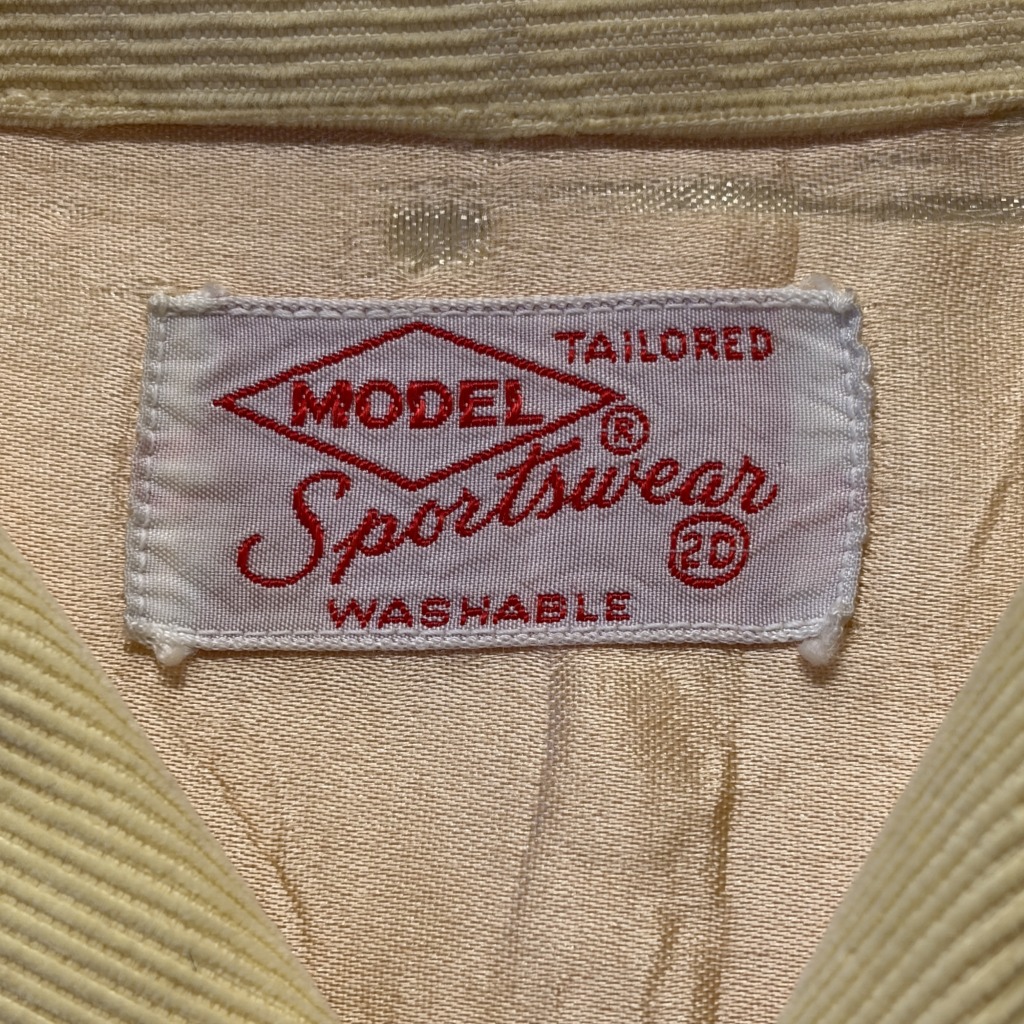 TAILORED
MODEL ®
Sportswear
20
WASHABLE